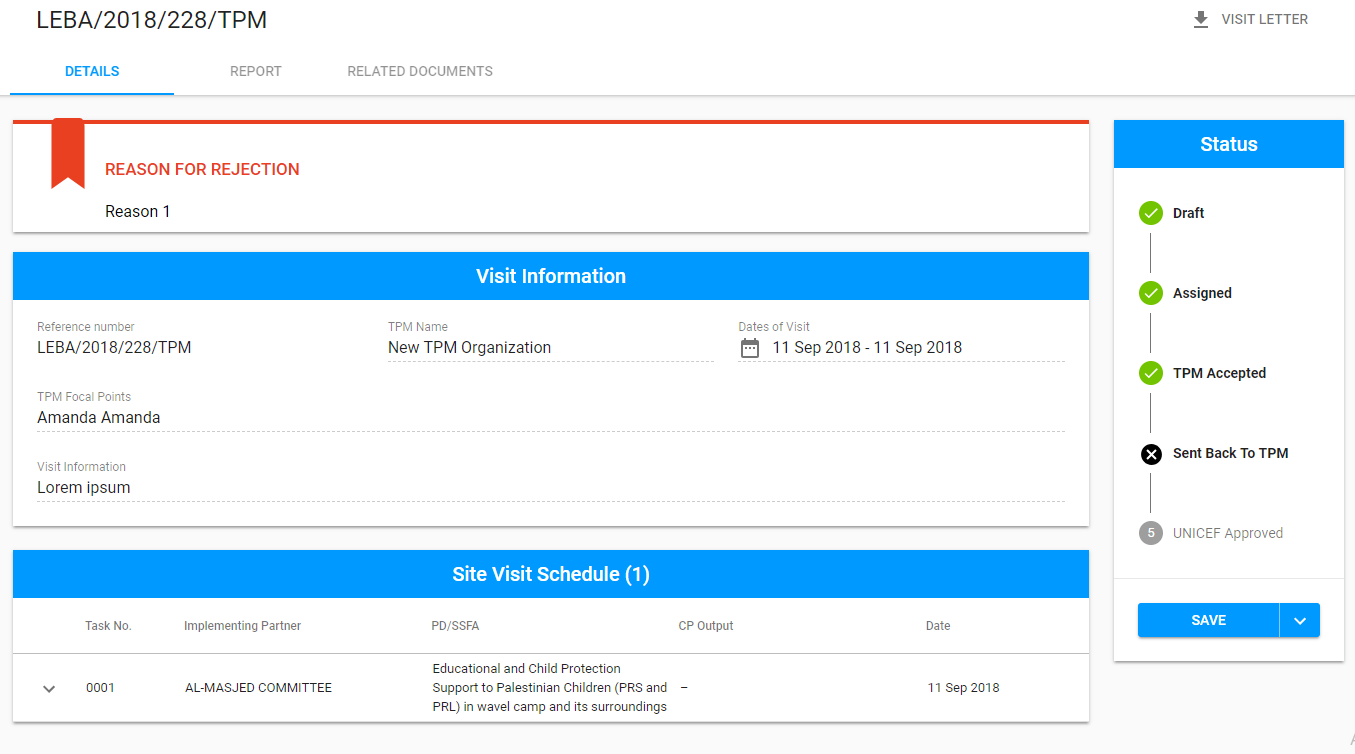 LEBA/2018/228/TPM
VISIT LETTER
DETAILS
REPORT
RELATED DOCUMENTS
REASON FOR REJECTION
Reason 1
Visit Information
Reference number
LEBA/2018/228/TPM
TPM Name
New TPM Organization
Dates of Visit
11 Sep 2018 - 11 Sep 2018
TPM Focal Points
Amanda Amanda
Visit Information
Lorem ipsum
Site Visit Schedule (1)
Task No.
Implementing Partner
PD/SSFA
CP Output
Date
0001
AL-MASJED COMMITTEE
Educational and Child Protection
Support to Palestinian Children (PRS and
PRL) in wavel camp and its surroundings
–
11 Sep 2018
Status
Draft
Assigned
TPM Accepted
Sent Back To TPM
5 UNICEF Approved
SAVE